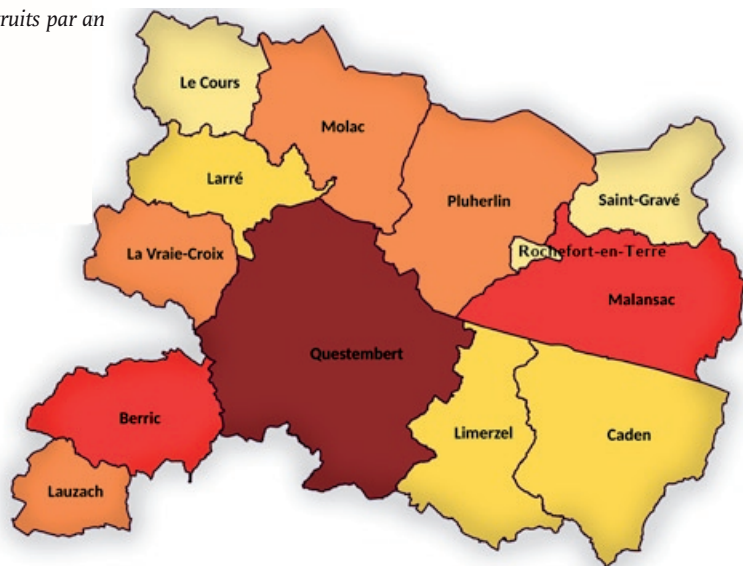 ruits par an
Le Cours
Molac
Larré
Pluherlin
Saint-Gravé
La Vraie-Croix
Rochefort-en-Terre
Malansac
Questembert
Berric
Limerzel
Caden
Lauzach